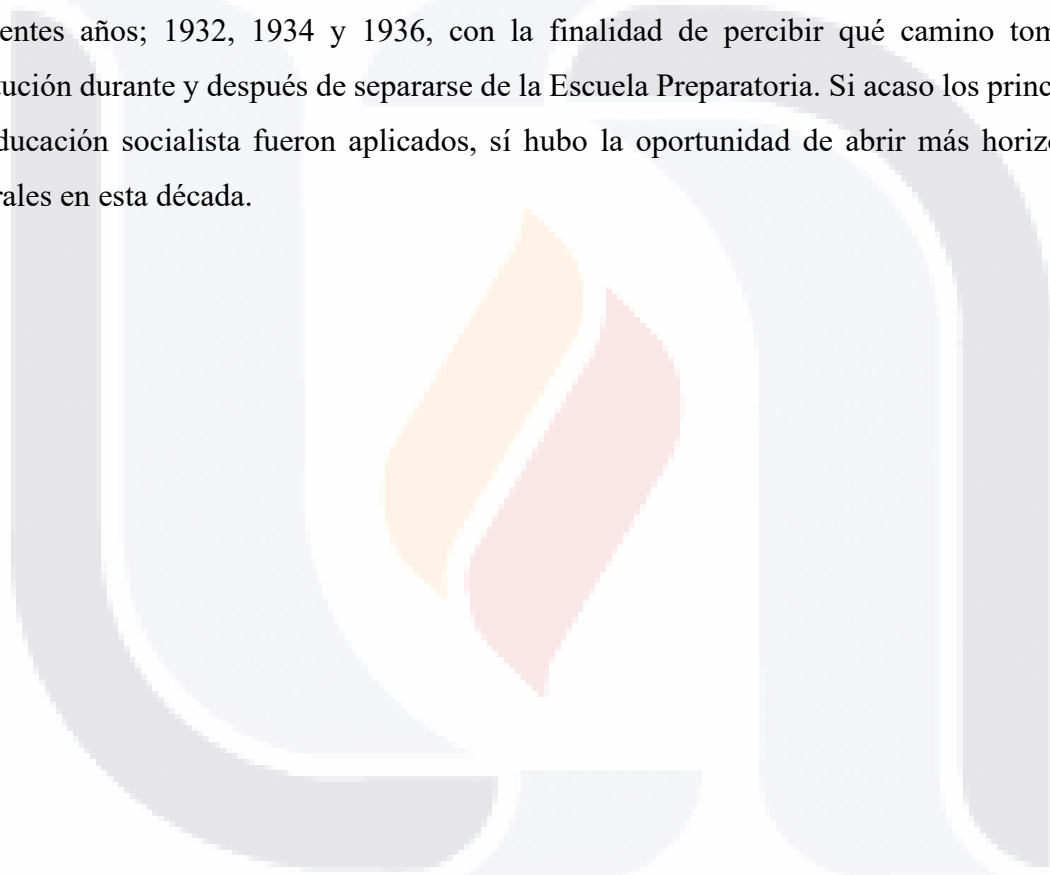 entes años; 1932, 1934 y 1936, con la finalidad de percibir qué camino tom
tución durante y después de separarse de la Escuela Preparatoria. Si acaso los princ
ducación socialista fueron aplicados, sí hubo la oportunidad de abrir más horiz
rales en esta década.